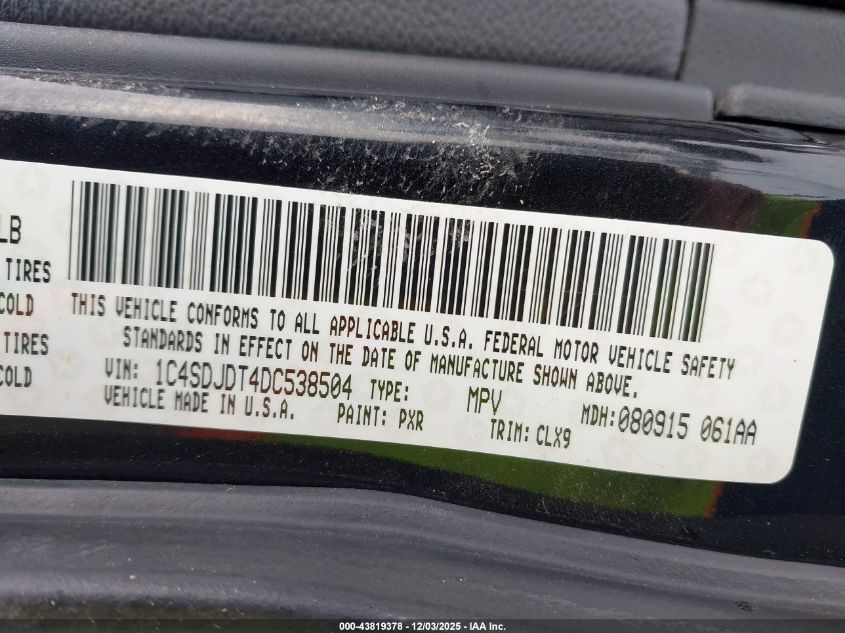 LB
TIRES
COLD
TIRES
COLD
THIS VEHICLE CONFORMS TO ALL APPLICABLE U.S.A. FEDERAL MOTOR VEHICLE SAFETY
STANDARDS IN EFFECT ON THE DATE OF MANUFACTURE SHOWN ABOVE.
VIN: 1C4SDJDT4DC538504 TYPE: MPV MDH:080915 061AA
VEHICLE MADE IN U.S.A. PAINT: PXR TRIM: CLX9
000-43819378 - 12/03/2025 - IAA Inc.